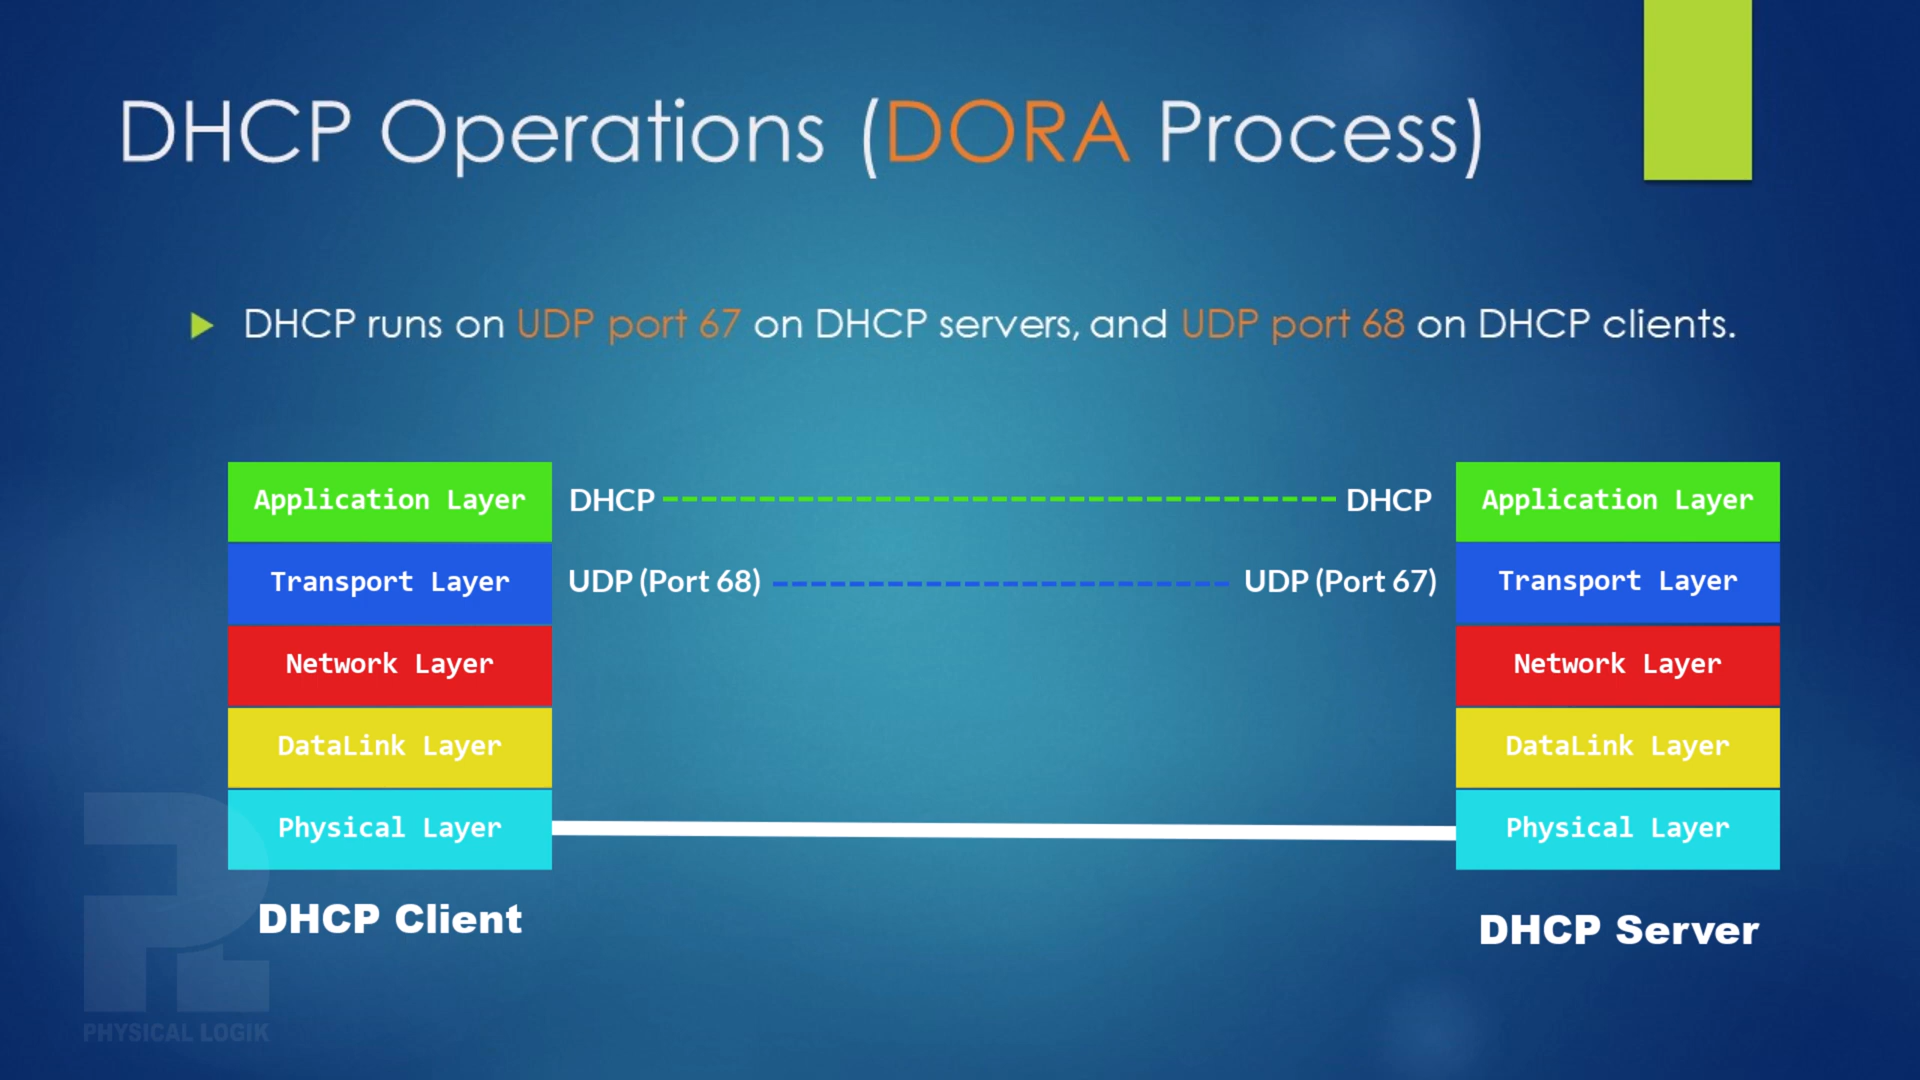 DHCP Operations (DORA Process)
DHCP runs on UDP port 67 on DHCP servers, and UDP port 68 on DHCP clients.
Application Layer DHCP DHCP Application Layer
Transport Layer UDP (Port 68) UDP (Port 67) Transport Layer
Network Layer Network Layer
DataLink Layer DataLink Layer
Physical Layer Physical Layer
DHCP Client DHCP Server
PHYSICAL LOGIK